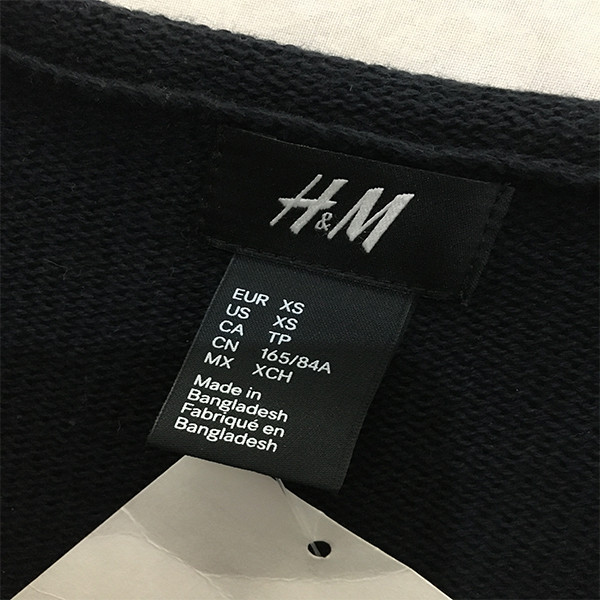 H&M
EUR XS
US XS
CA TP
CN 165/84A
MX XCH
Made in
Bangladesh
Fabriqué en
Bangladesh